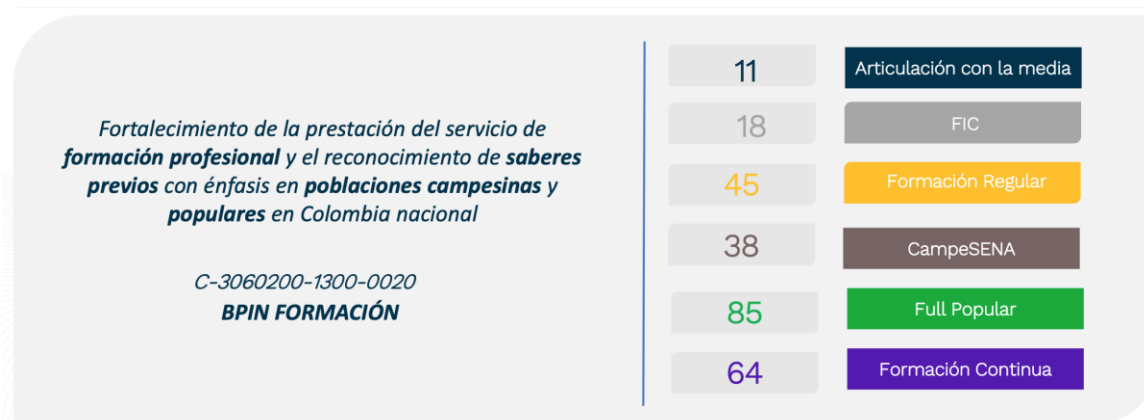 Fortalecimiento de la prestación del servicio de
formación profesional y el reconocimiento de saberes
previos con énfasis en poblaciones campesinas y
populares en Colombia nacional
C-3060200-1300-0020
BPIN FORMACIÓN
11 Articulación con la media
18 FIC
45 Formación Regular
38 CampeSENA
85 Full Popular
64 Formación Continua